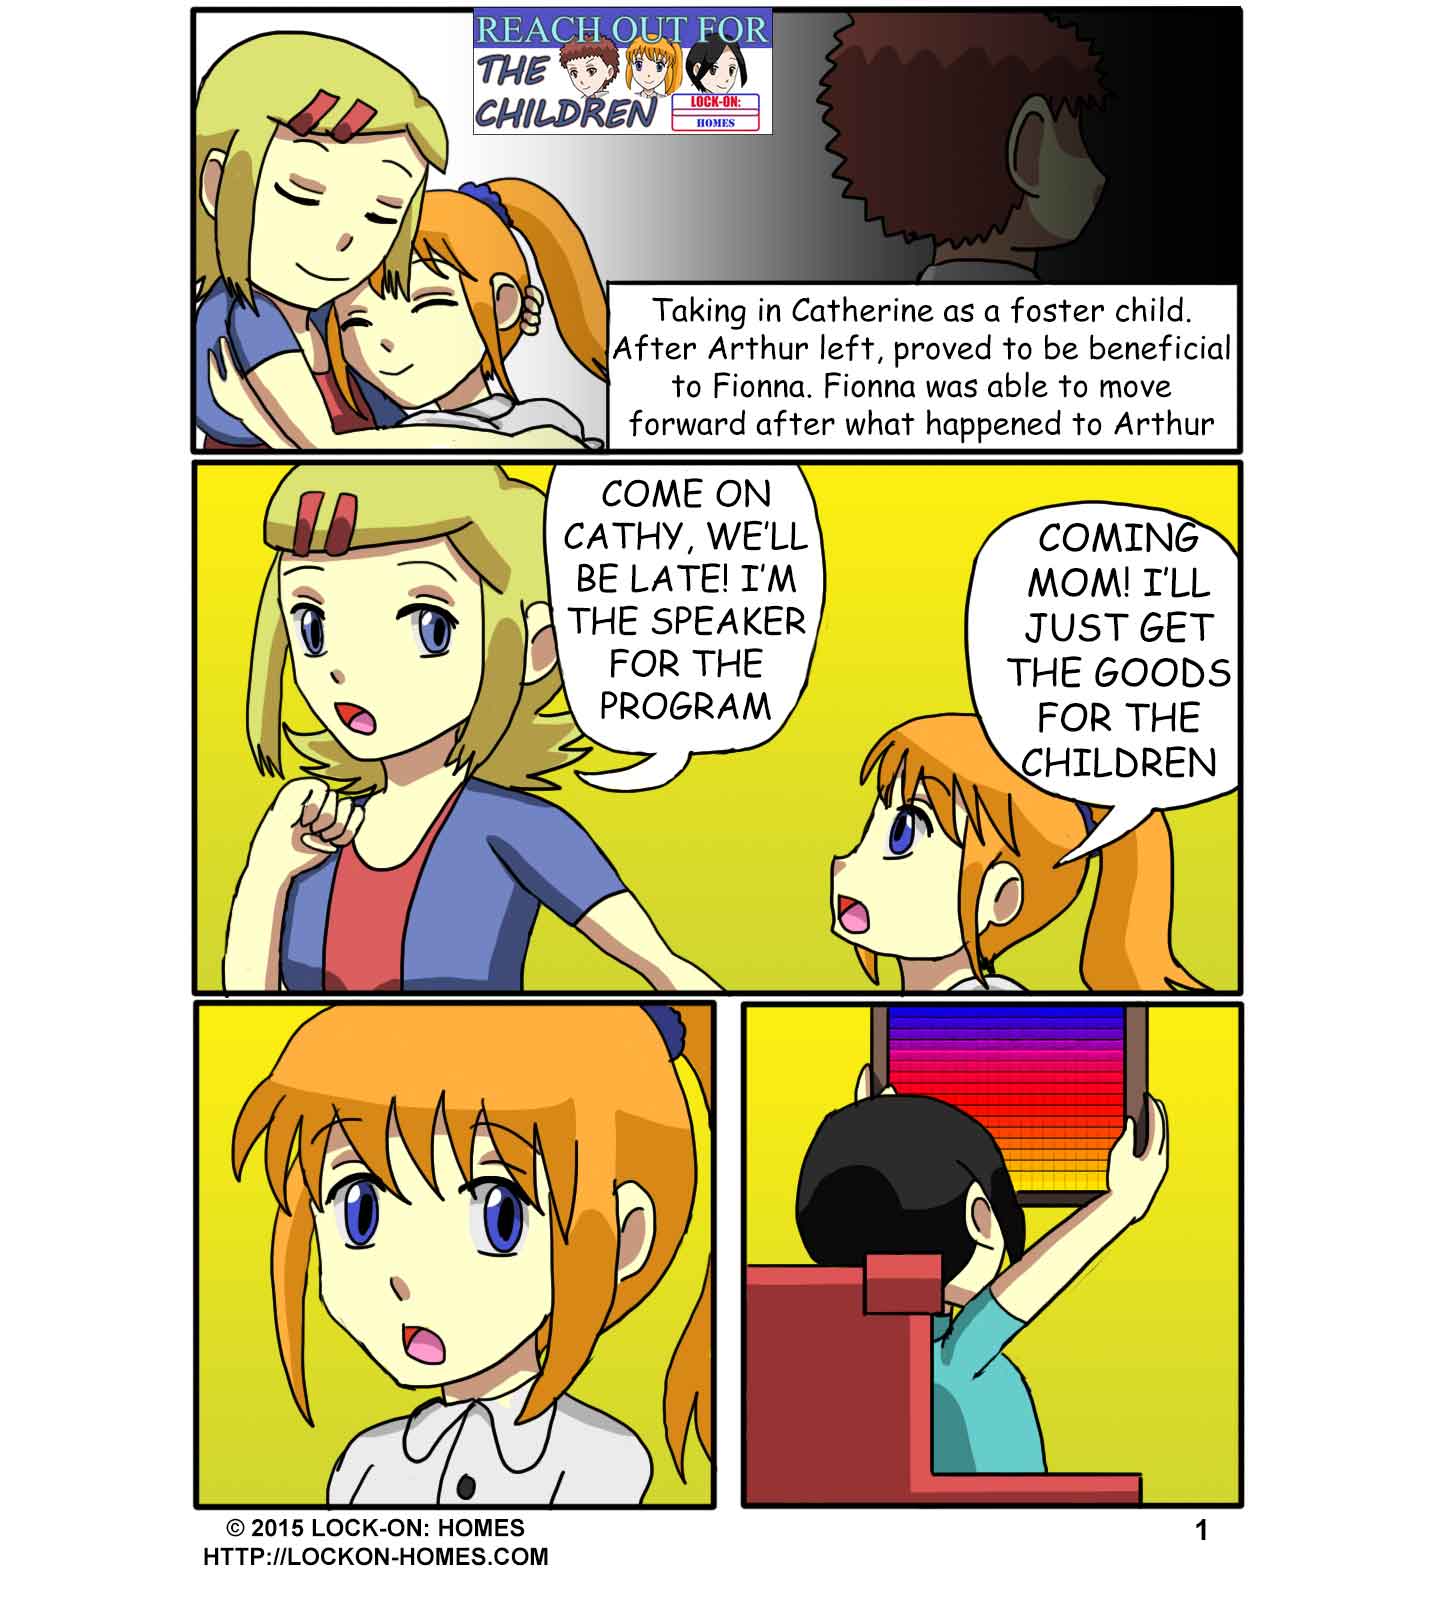 REACH OUT FOR
THE
CHILDREN
LOCK-ON:
HOMES
Taking in Catherine as a foster child.
After Arthur left, proved to be beneficial
to Fionna. Fionna was able to move
forward after what happened to Arthur
COME ON
CATHY, WE'LL
BE LATE! I'M
THE SPEAKER
FOR THE
PROGRAM
COMING
MOM! I'LL
JUST GET
THE GOODS
FOR THE
CHILDREN
© 2015 LOCK-ON: HOMES
HTTP://LOCKON-HOMES.COM
1